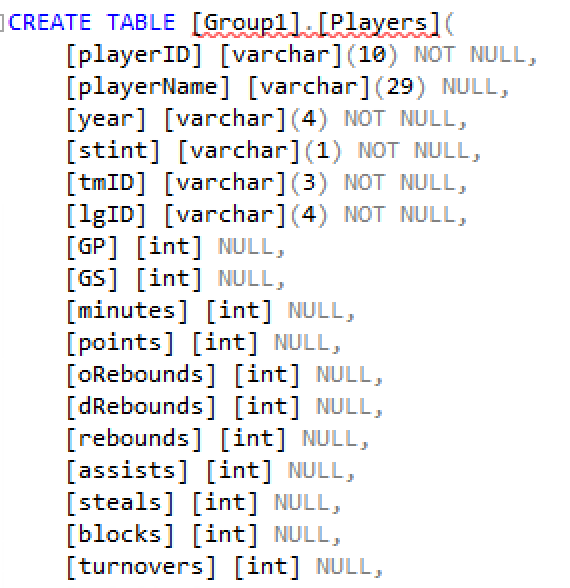 CREATE TABLE [Group1].[Players](
[playerID] [varchar](10) NOT NULL,
[playerName] [varchar](29) NULL,
[year] [varchar](4) NOT NULL,
[stint] [varchar](1) NOT NULL,
[tmID] [varchar](3) NOT NULL,
[lgID] [varchar](4) NOT NULL,
[GP] [int] NULL,
[GS] [int] NULL,
[minutes] [int] NULL,
[points] [int] NULL,
[oRebounds] [int] NULL,
[dRebounds] [int] NULL,
[rebounds] [int] NULL,
[assists] [int] NULL,
[steals] [int] NULL,
[blocks] [int] NULL,
[turnovers] [int] NULL,